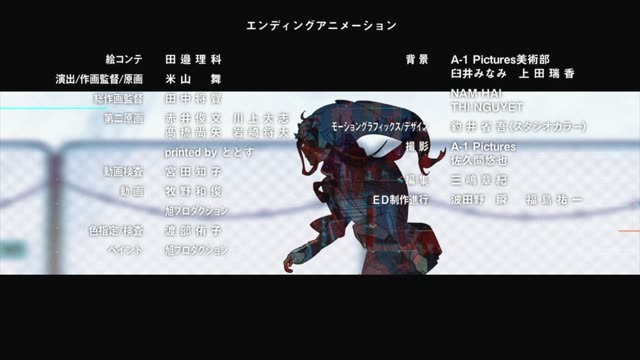 エンディングアニメーション
絵コンテ 田邉理科
演出/作画監督/原画 米山 舞
総作画監督 田中将賀
第二原画 赤井俊文 川上大志
高橋尚矢 岩崎将大
printed by ととす
動画検査 宮田知子
動画 牧野和俊
旭プロダクション
色指定/検査 渡部侑子
ペイント 旭プロダクション
背景 A-1 Pictures美術部
臼井みなみ 上田瑞香
NAM HAI
THI NGUYET
モーショングラフィックス/デザイン 釣井省吾(スタジオカラー)
撮影 A-1 Pictures
佐久間悠也
編集 三嶋章紀
ED制作進行 波田野 瞬 福島祐一